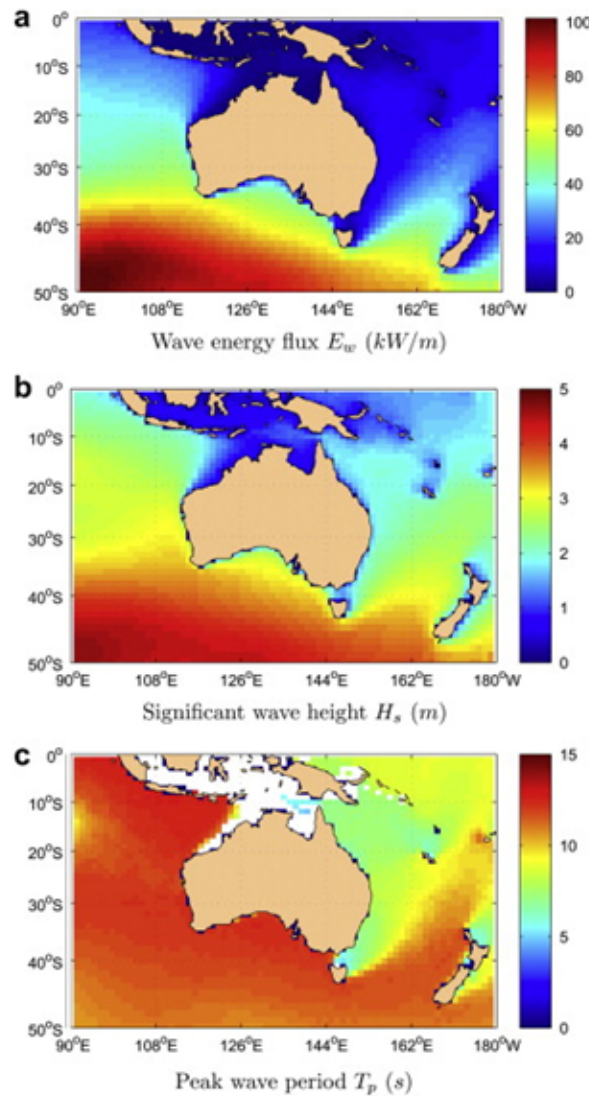 a
0°
10°S
20°S
30°S
40°S
50°S
90°E 108°E 126°E 144°E 162°E 180°W
100
80
60
40
20
0
Wave energy flux E_w (kW/m)
b
0°
10°S
20°S
30°S
40°S
50°S
90°E 108°E 126°E 144°E 162°E 180°W
5
4
3
2
1
0
Significant wave height H_s (m)
c
0°
10°S
20°S
30°S
40°S
50°S
90°E 108°E 126°E 144°E 162°E 180°W
15
10
5
0
Peak wave period T_p (s)